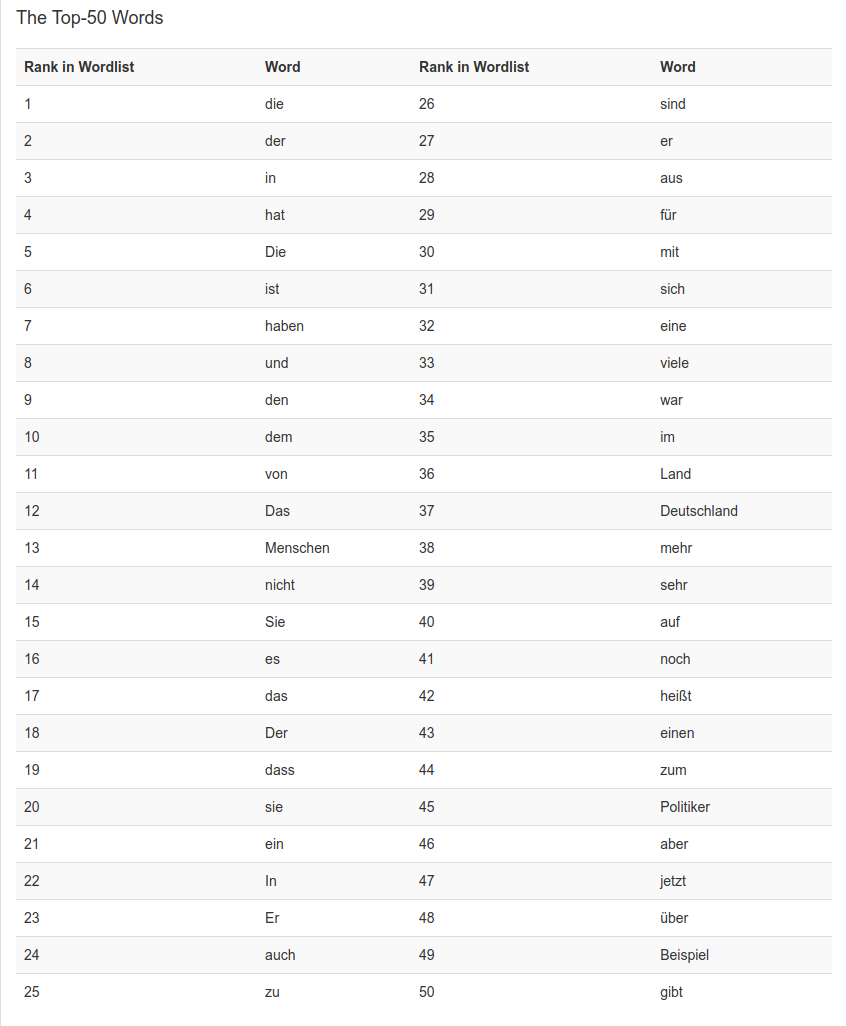 The Top-50 Words
Rank in Wordlist Word Rank in Wordlist Word
1 die 26 sind
2 der 27 er
3 in 28 aus
4 hat 29 für
5 Die 30 mit
6 ist 31 sich
7 haben 32 eine
8 und 33 viele
9 den 34 war
10 dem 35 im
11 von 36 Land
12 Das 37 Deutschland
13 Menschen 38 mehr
14 nicht 39 sehr
15 Sie 40 auf
16 es 41 noch
17 das 42 heißt
18 Der 43 einen
19 dass 44 zum
20 sie 45 Politiker
21 ein 46 aber
22 In 47 jetzt
23 Er 48 über
24 auch 49 Beispiel
25 zu 50 gibt